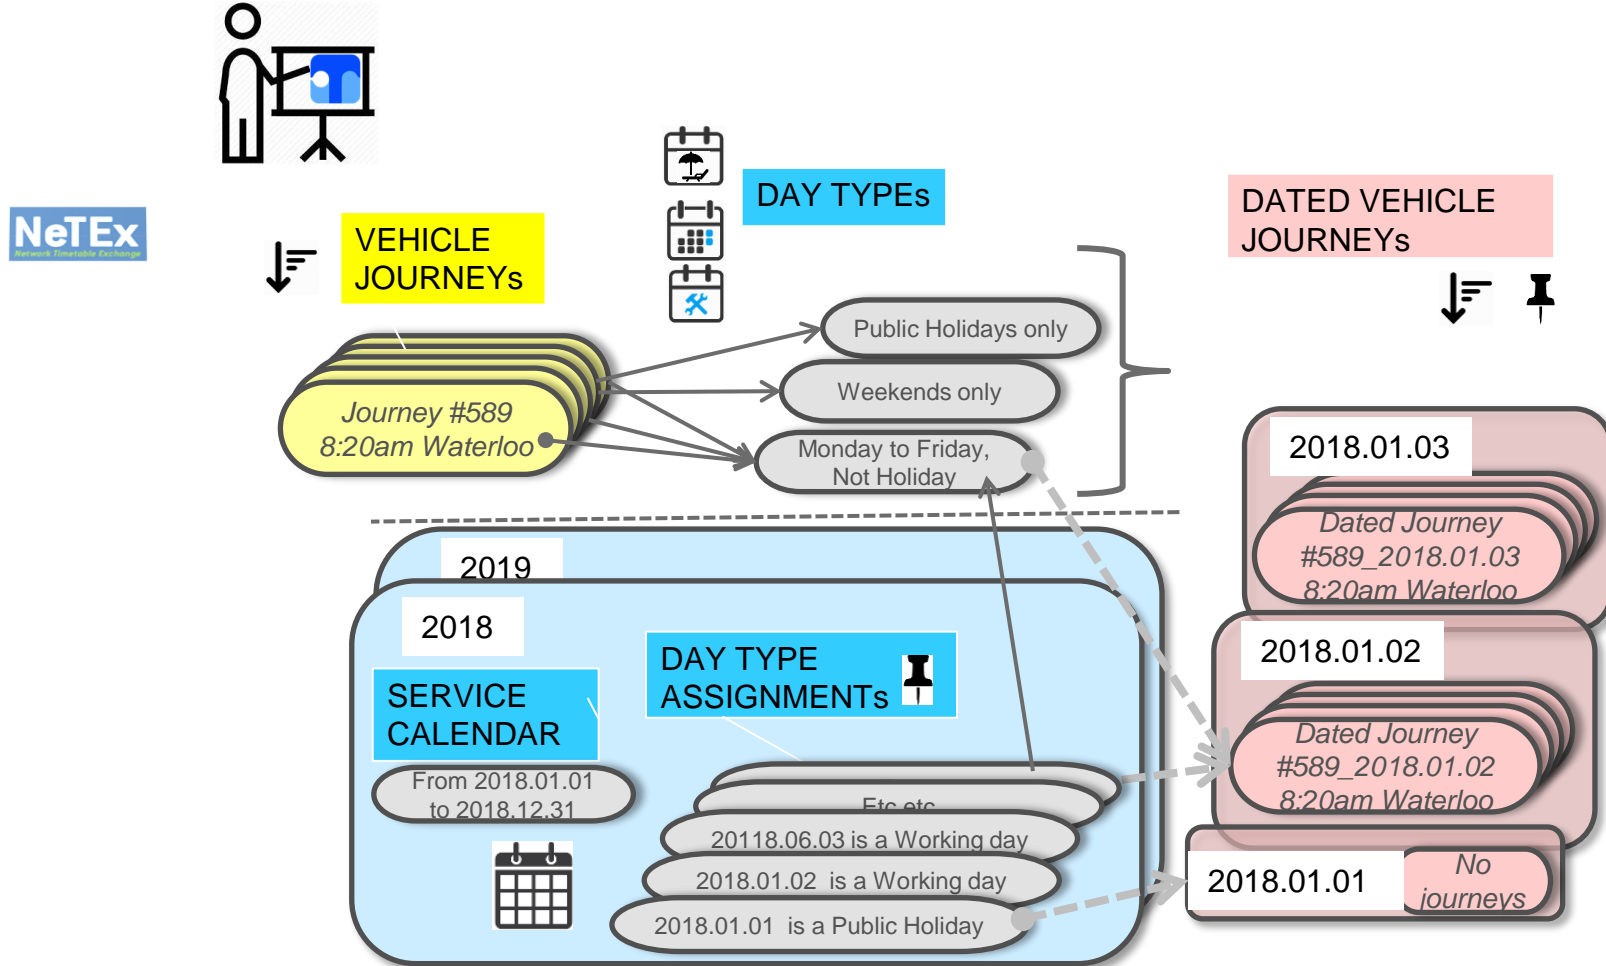 NeTEx
Network Timetable Exchange
VEHICLE
JOURNEYs
DAY TYPEs
DATED VEHICLE
JOURNEYs
Public Holidays only
Weekends only
Monday to Friday,
Not Holiday
Journey #589
8:20am Waterloo
2019
2018
SERVICE
CALENDAR
From 2018.01.01
to 2018.12.31
DAY TYPE
ASSIGNMENTs
Etc etc
20118.06.03 is a Working day
2018.01.02  is a Working day
2018.01.01  is a Public Holiday
2018.01.03
Dated Journey
#589_2018.01.03
8:20am Waterloo
2018.01.02
Dated Journey
#589_2018.01.02
8:20am Waterloo
2018.01.01
No
journeys